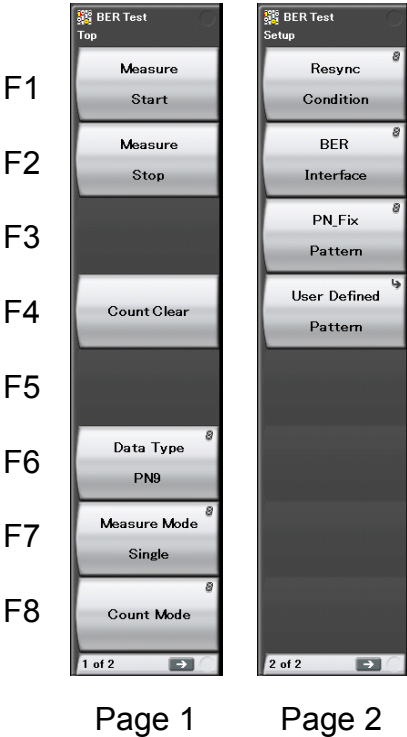 BER Test
Top
F1
Measure
Start
F2
Measure
Stop
F3
F4
Count Clear
F5
F6
Data Type
PN9
F7
Measure Mode
Single
F8
Count Mode
1 of 2
Page 1
BER Test
Setup
Resync
Condition
BER
Interface
PN_Fix
Pattern
User Defined
Pattern
2 of 2
Page 2